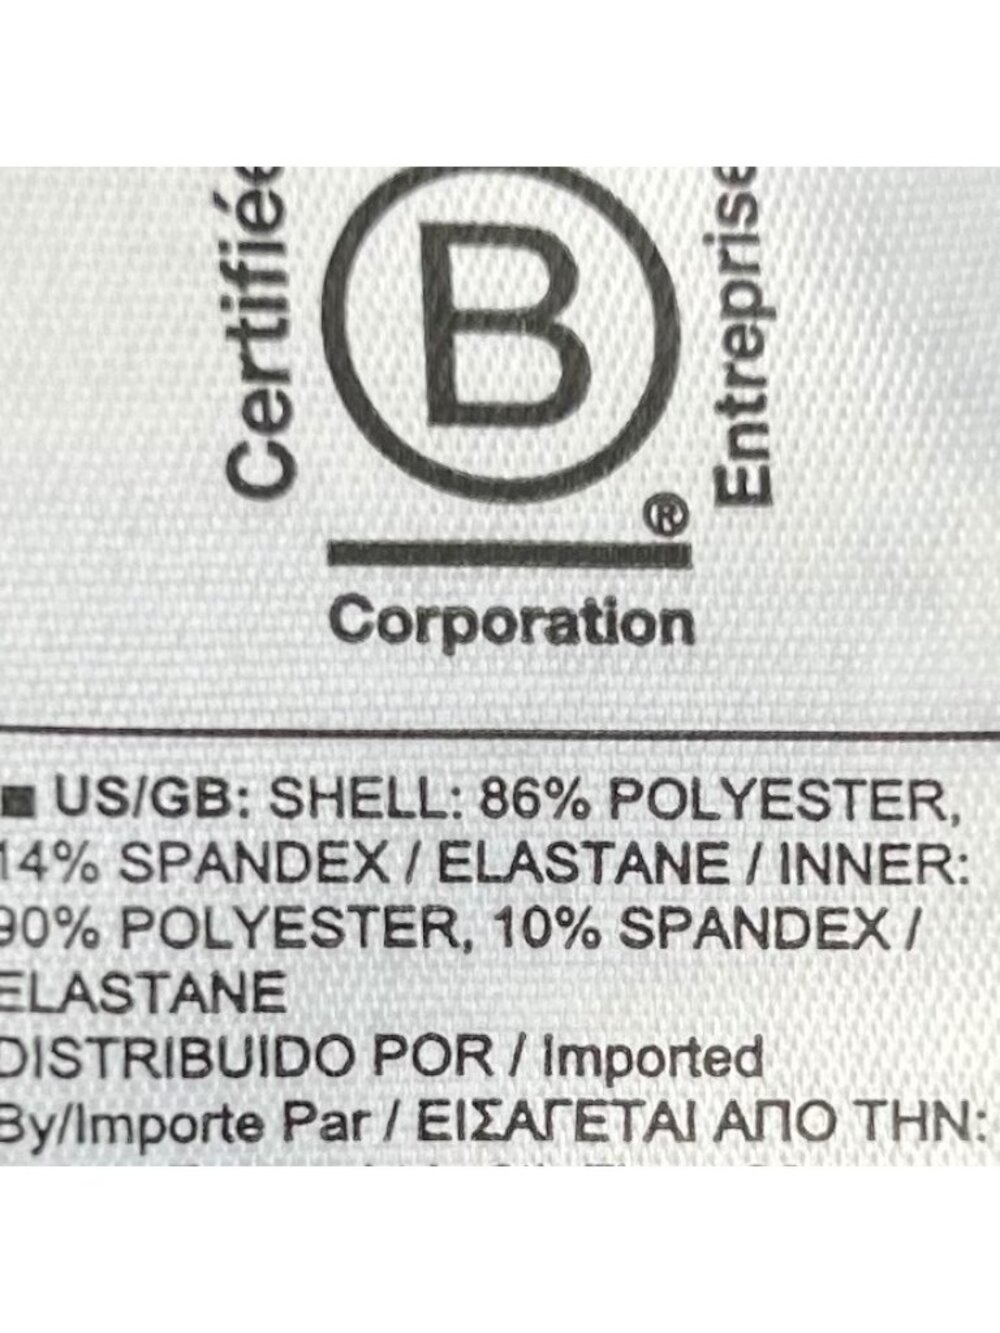 Certifiée
B
®
Entreprise
Corporation
US/GB: SHELL: 86% POLYESTER,
14% SPANDEX / ELASTANE / INNER:
90% POLYESTER, 10% SPANDEX /
ELASTANE
DISTRIBUIDO POR / Imported
By/Importe Par / ΕΙΣΑΓΕΤΑΙ ΑΠΟ ΤΗΝ: